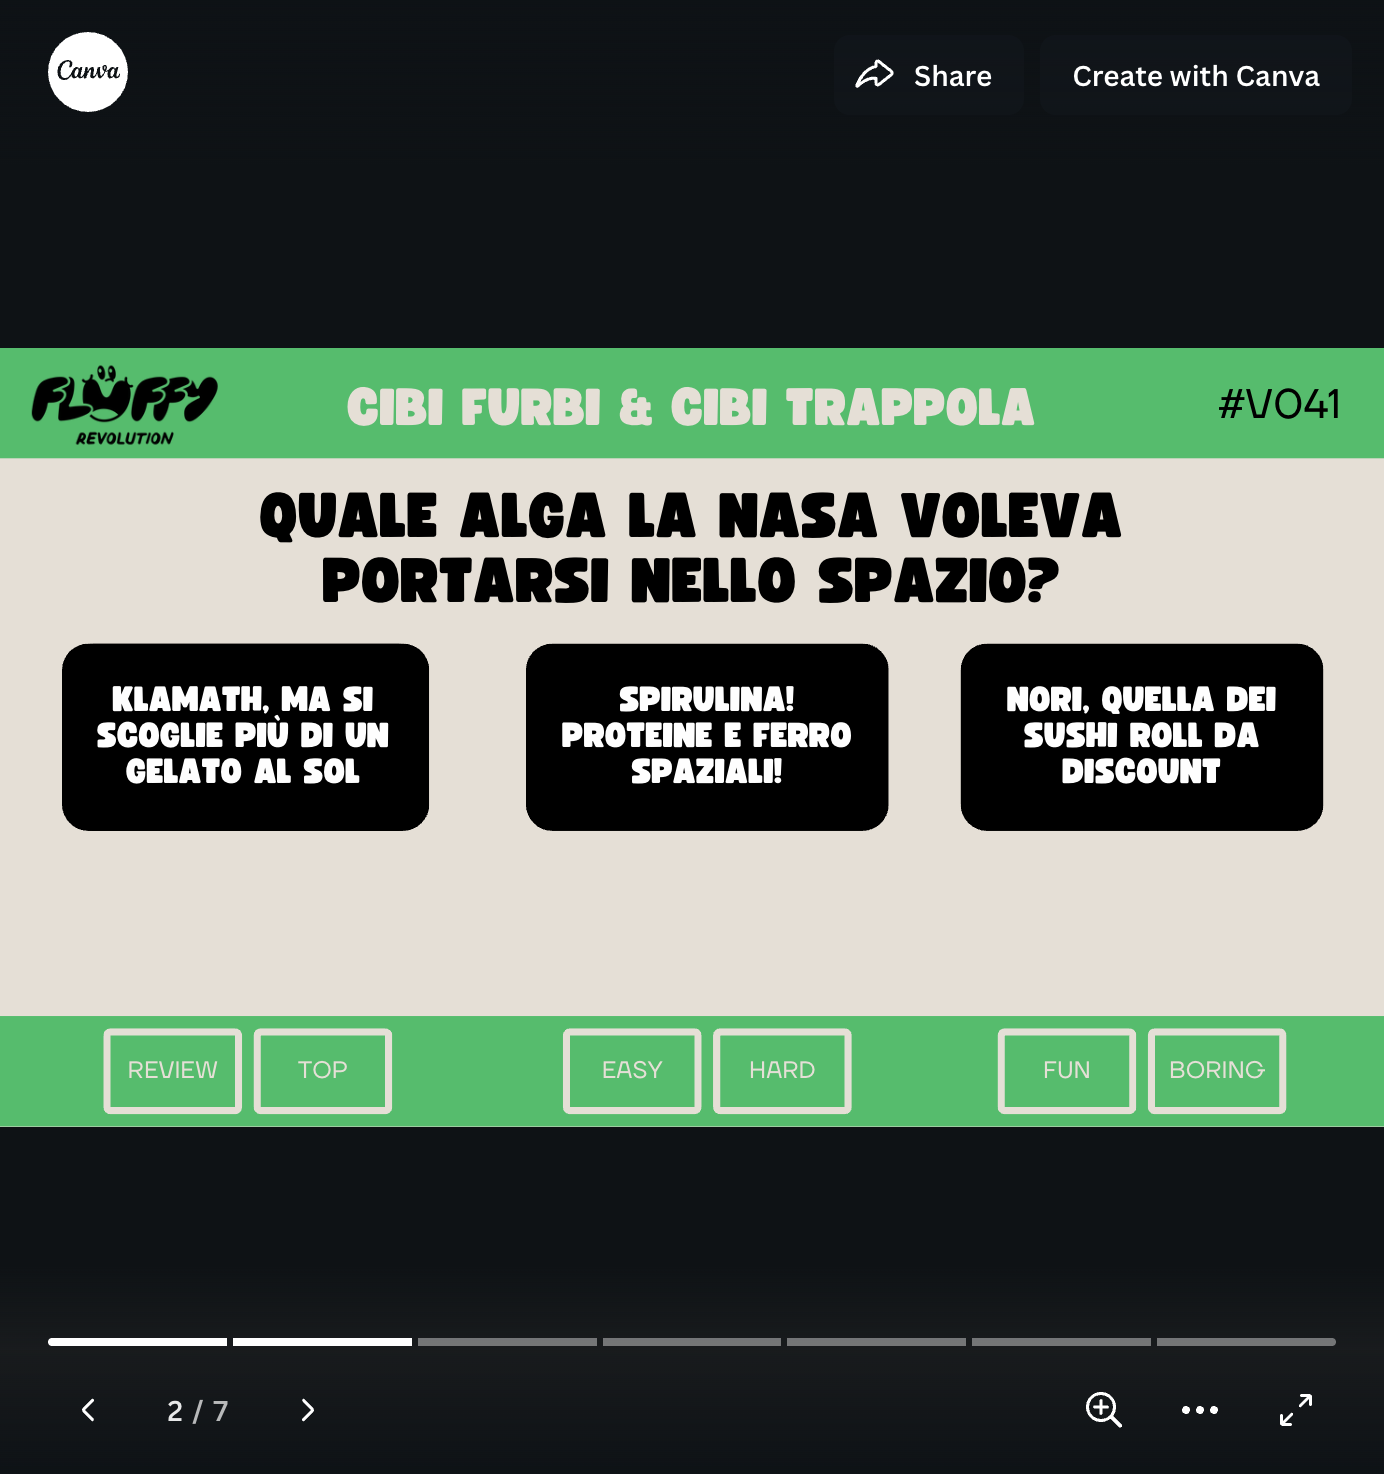 Canva
Share
Create with Canva
FLUFFY
REVOLUTION
CIBI FURBI & CIBI TRAPPOLA
#V041
QUALE ALGA LA NASA VOLEVA
PORTARSI NELLO SPAZIO?
KLAMATH, MA SI
SCOGLIE PIÙ DI UN
GELATO AL SOL
SPIRULINA!
PROTEINE E FERRO
SPAZIALI!
NORI, QUELLA DEI
SUSHI ROLL DA
DISCOUNT
REVIEW
TOP
EASY
HARD
FUN
BORING
2 / 7